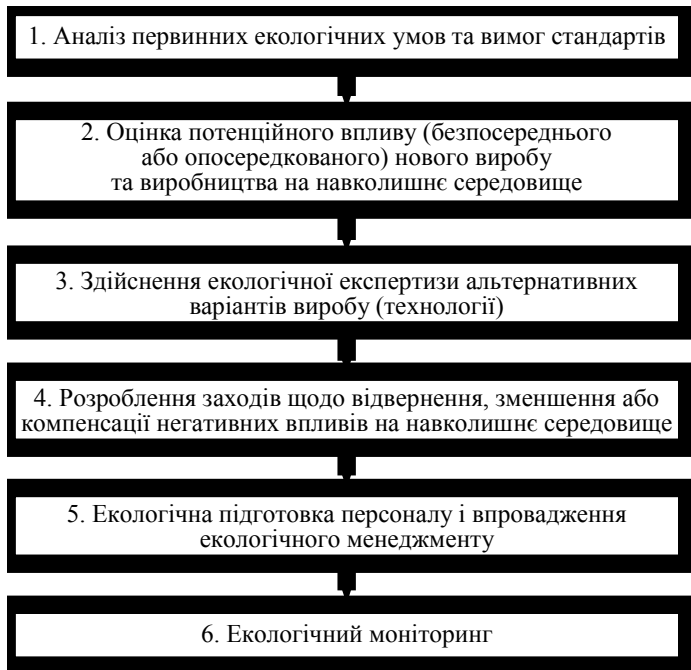 1. Аналіз первинних екологічних умов та вимог стандартів
2. Оцінка потенційного впливу (безпосереднього
або опосередкованого) нового виробу
та виробництва на навколишнє середовище
3. Здійснення екологічної експертизи альтернативних
варіантів виробу (технології)
4. Розроблення заходів щодо відвернення, зменшення або
компенсації негативних впливів на навколишнє середовище
5. Екологічна підготовка персоналу і впровадження
екологічного менеджменту
6. Екологічний моніторинг